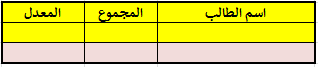 اسم الطالب المجموع المعدل